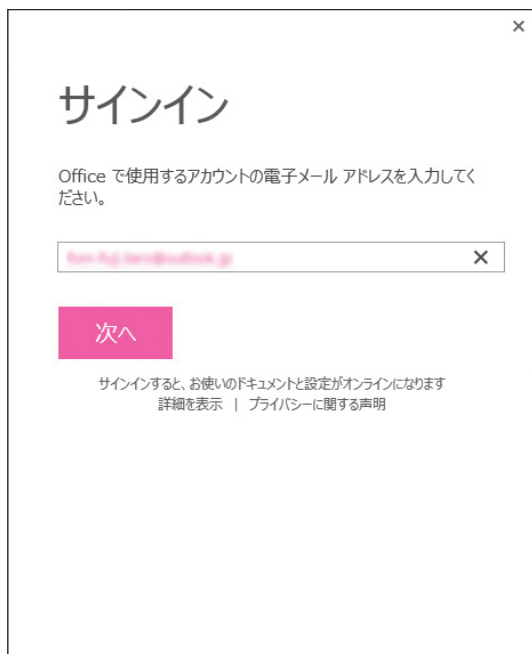 サインイン
Office で使用するアカウントの電子メール アドレスを入力してく
ださい。
次へ
サインインすると、お使いのドキュメントと設定がオンラインになります
詳細を表示 | プライバシーに関する声明